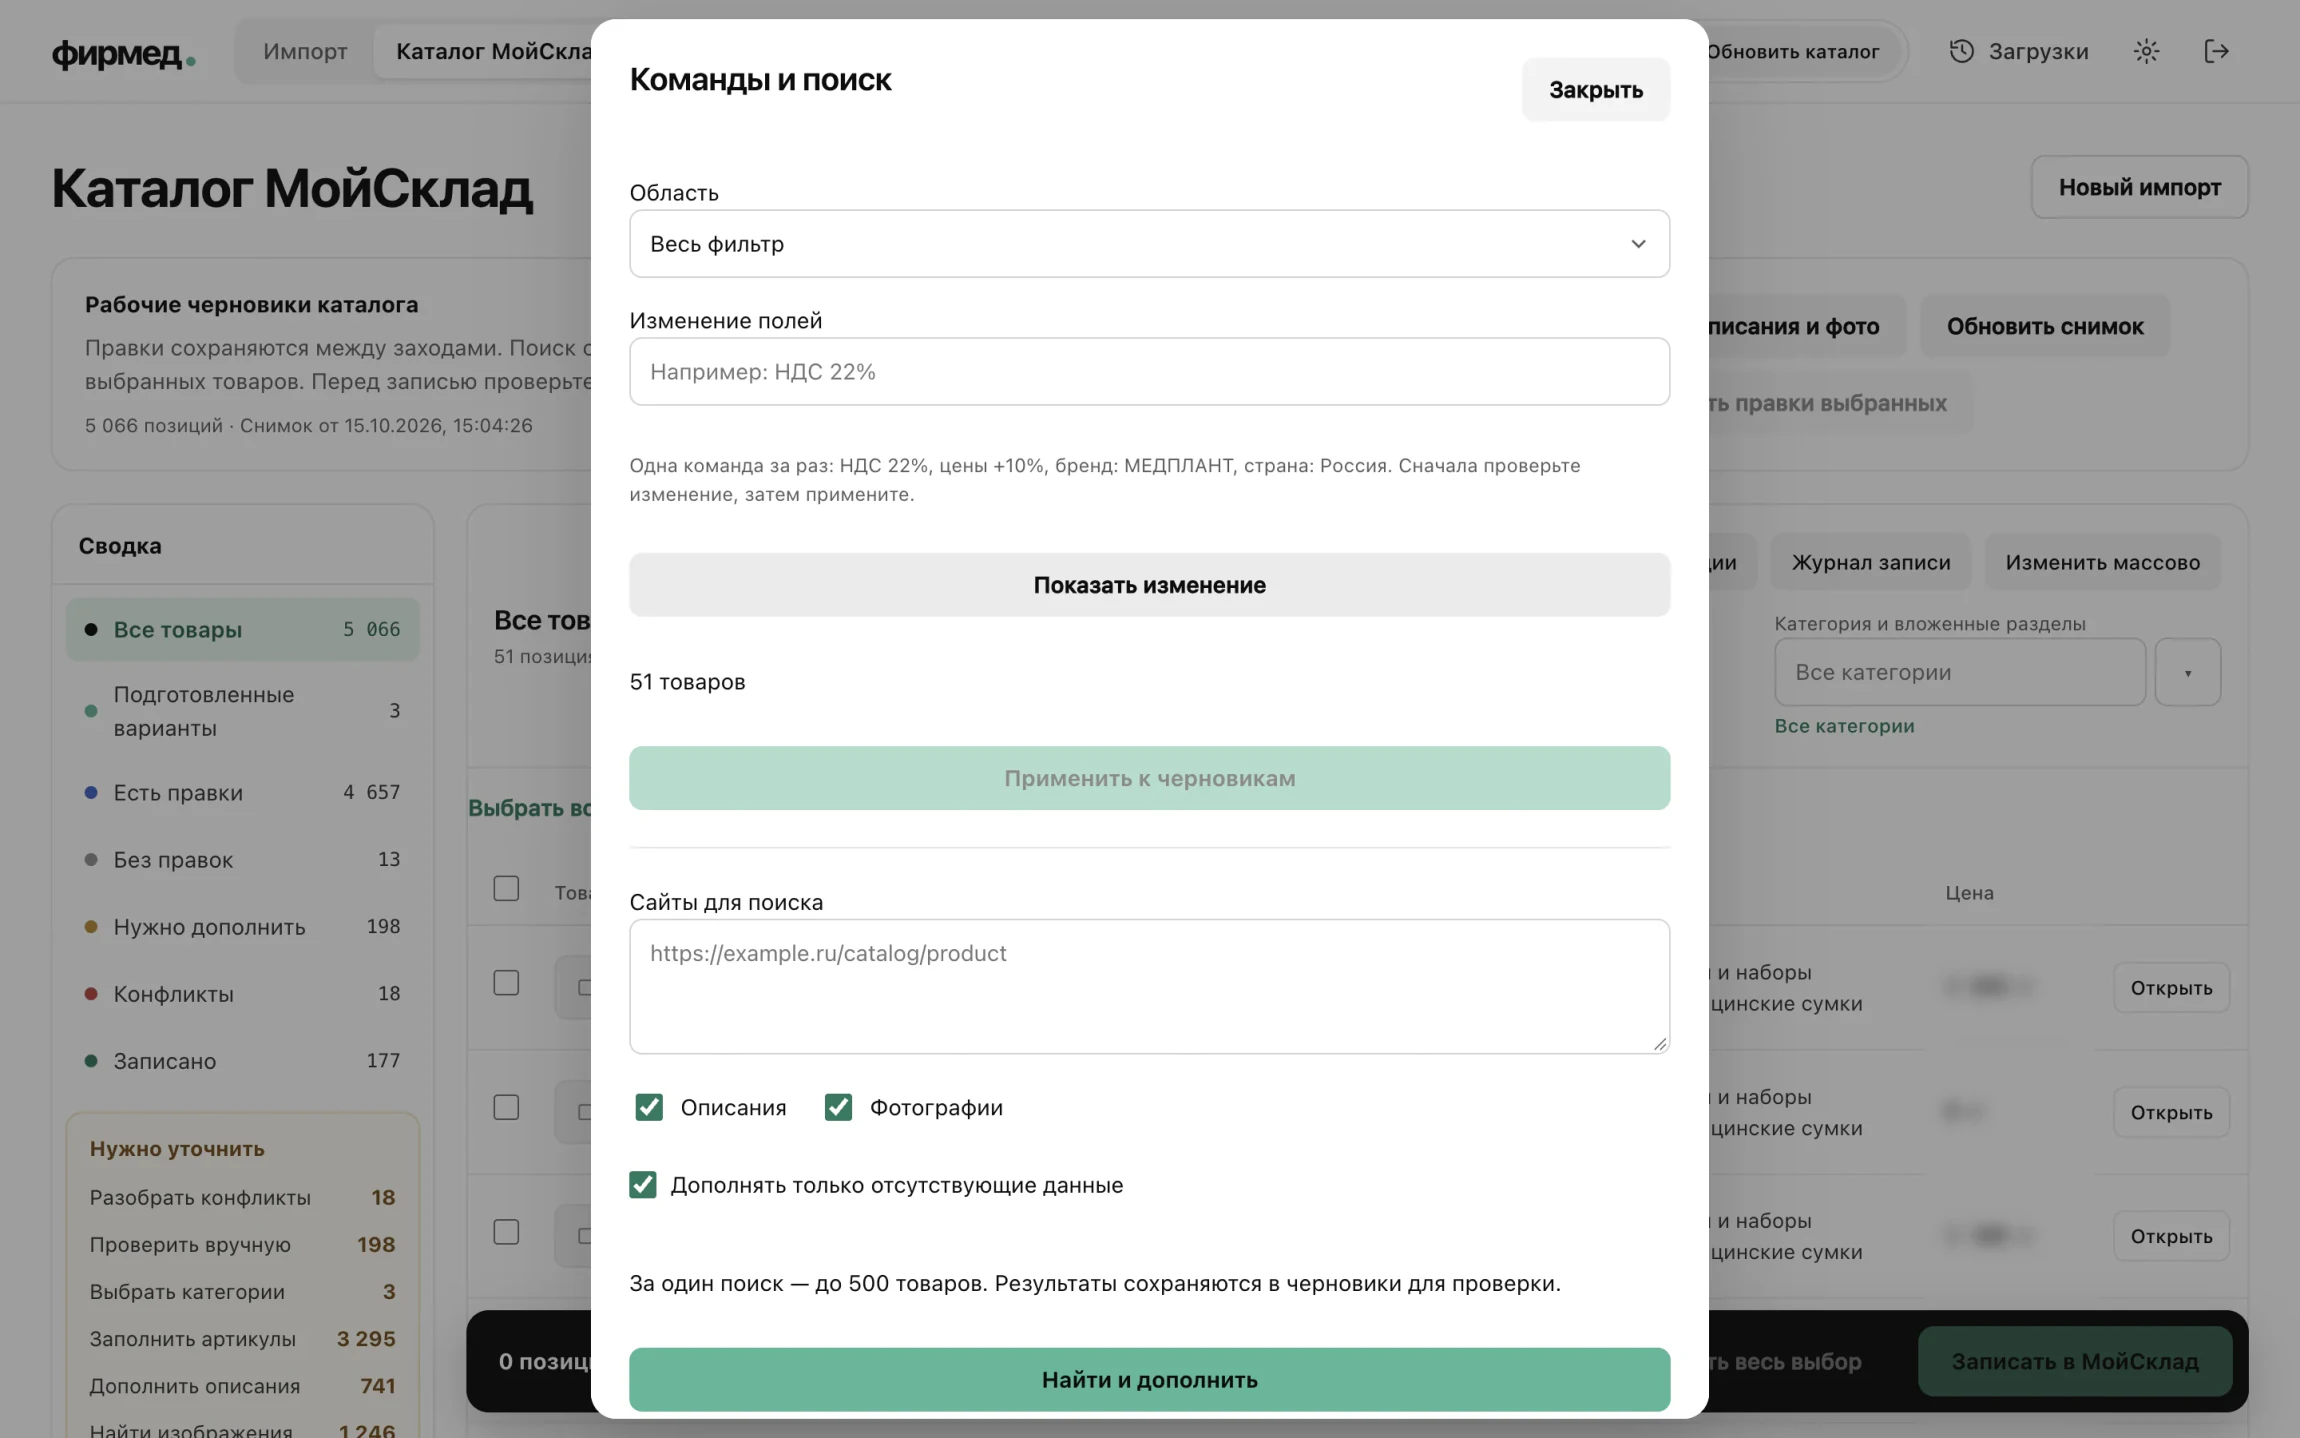 фирмед.
Импорт
Каталог МойСкла
Обновить каталог
Загрузки
Каталог МойСклад
Новый импорт
Рабочие черновики каталога
Правки сохраняются между заходами. Поиск
выбранных товаров. Перед записью проверьте
5 066 позиций · Снимок от 15.10.2026, 15:04:26
писания и фото
Обновить снимок
ть правки выбранных
Сводка
Все товары 5 066
Подготовленные
варианты 3
Есть правки 4 657
Без правок 13
Нужно дополнить 198
Конфликты 18
Записано 177
Нужно уточнить
Разобрать конфликты 18
Проверить вручную 198
Выбрать категории 3
Заполнить артикулы 3 295
Дополнить описания 741
Найти изображения 1 246
Все тов
51 позиция
ии
Журнал записи
Изменить массово
Категория и вложенные разделы
Все категории
Все категории
Выбрать вс
Това
Цена
и наборы
цинские сумки
Открыть
и наборы
цинские сумки
Открыть
и наборы
цинские сумки
Открыть
0 позиц
ть весь выбор
Записать в МойСклад
Команды и поиск
Закрыть
Область
Весь фильтр
Изменение полей
Например: НДС 22%
Одна команда за раз: НДС 22%, цены +10%, бренд: МЕДПЛАНТ, страна: Россия. Сначала проверьте
изменение, затем примените.
Показать изменение
51 товаров
Применить к черновикам
Сайты для поиска
https://example.ru/catalog/product
Описания
Фотографии
Дополнять только отсутствующие данные
За один поиск — до 500 товаров. Результаты сохраняются в черновики для проверки.
Найти и дополнить